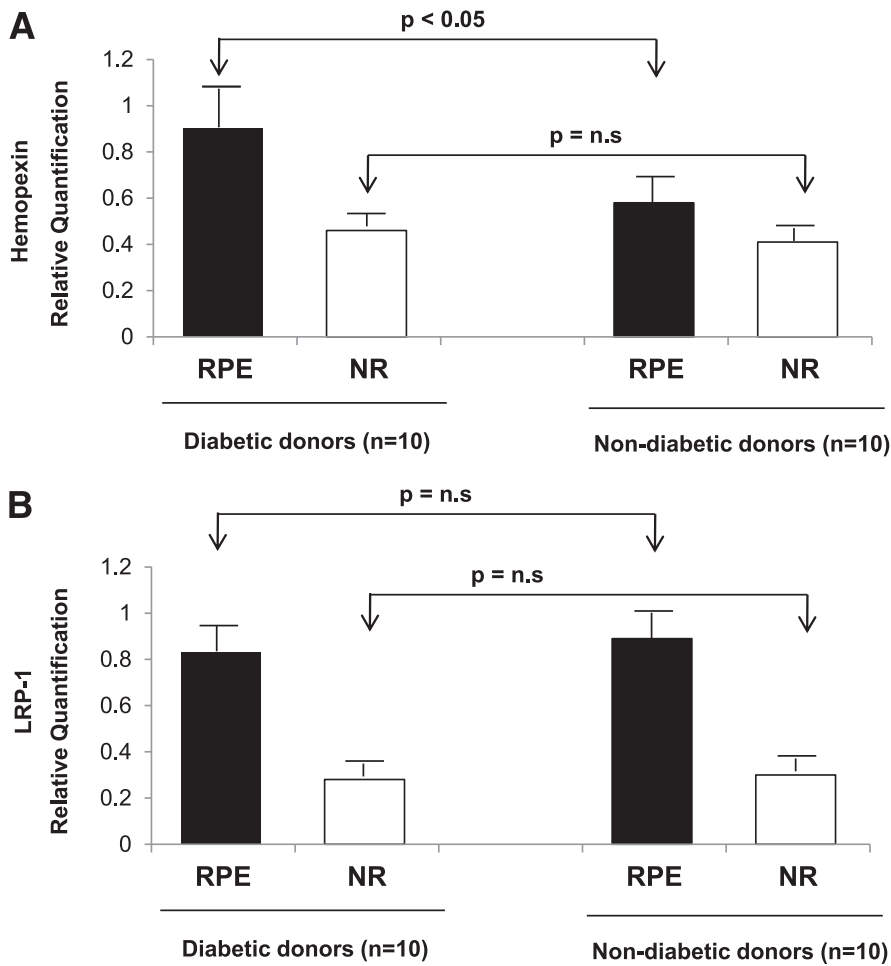 A
p < 0.05
1.2
1
0.8
0.6
0.4
0.2
0
Hemopexin
Relative Quantification
p = n.s
RPE
NR
RPE
NR
Diabetic donors (n=10)
Non-diabetic donors (n=10)
B
p = n.s
1.2
1
0.8
0.6
0.4
0.2
0
LRP-1
Relative Quantification
p = n.s
RPE
NR
RPE
NR
Diabetic donors (n=10)
Non-diabetic donors (n=10)